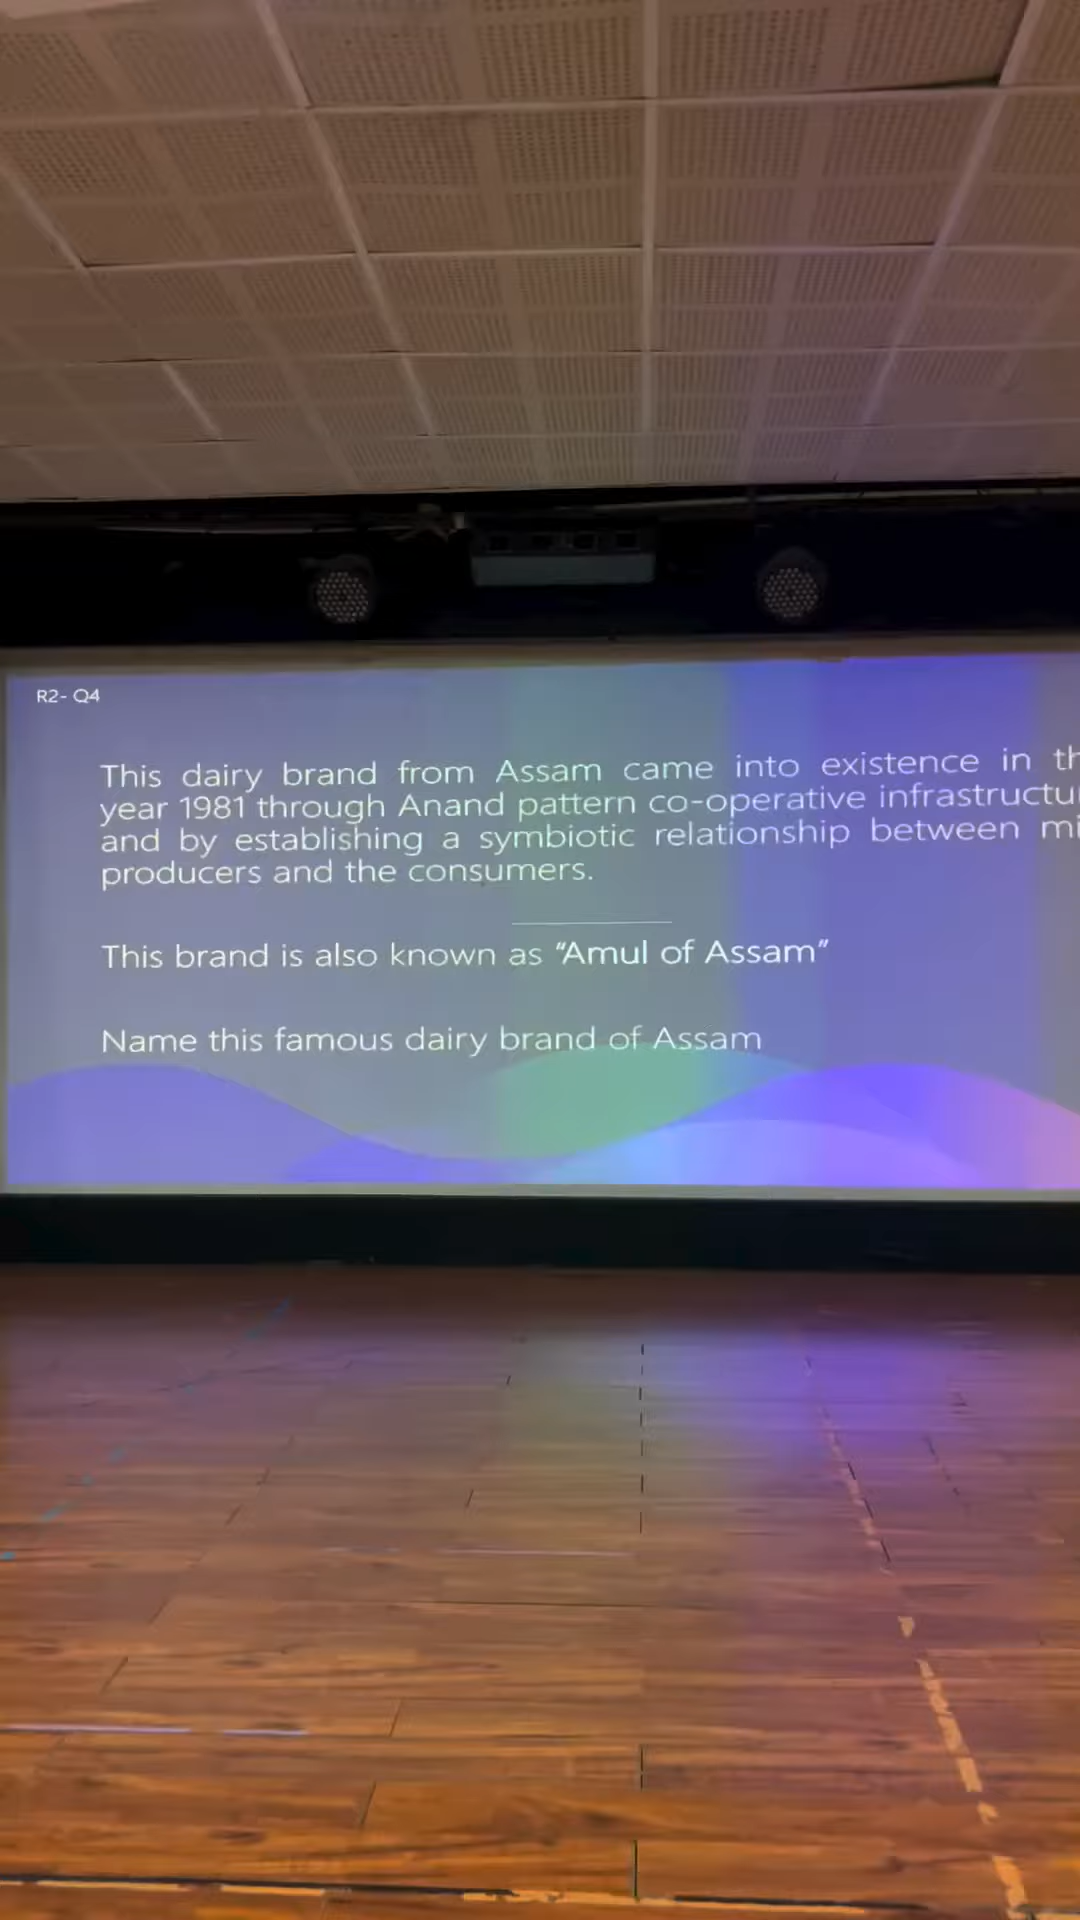 R2- Q4
This dairy brand from Assam came into existence in
year 1981 through Anand pattern co-operative
and by establishing a symbiotic relationship between
producers and the consumers.
This brand is also known as “Amul of Assam”
Name this famous dairy brand of Assam